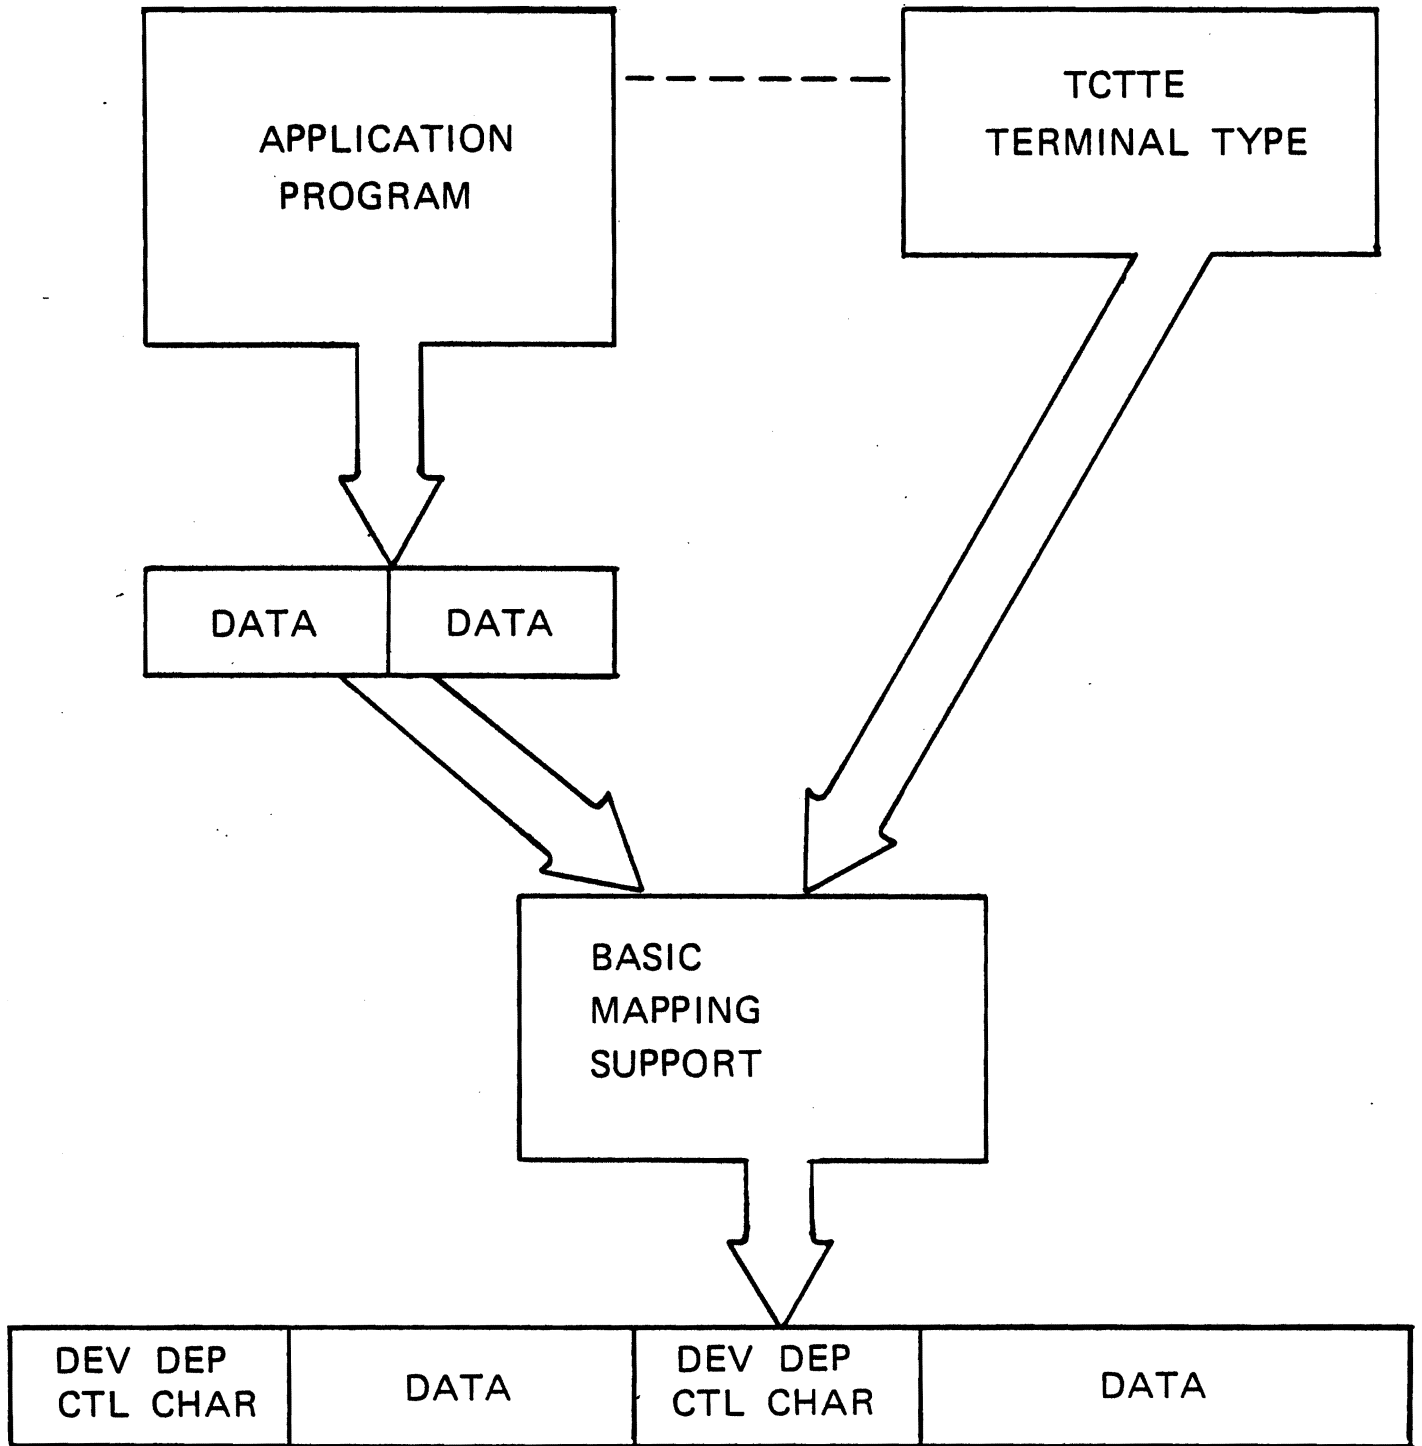 APPLICATION
PROGRAM
TCTTE
TERMINAL TYPE
DATA
DATA
BASIC
MAPPING
SUPPORT
DEV DEP
CTL CHAR
DATA
DEV DEP
CTL CHAR
DATA